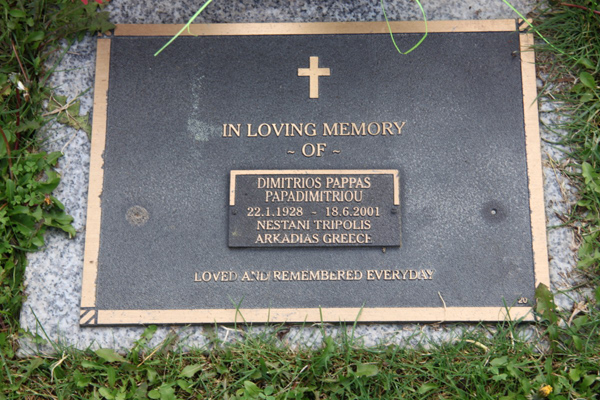 IN LOVING MEMORY
~ OF ~
DIMITRIOS PAPPAS
PAPADIMITRIOU
22.1.1928 - 18.6.2001
NESTANI TRIPOLIS
ARKADIAS GREECE
LOVED AND REMEMBERED EVERYDAY
20